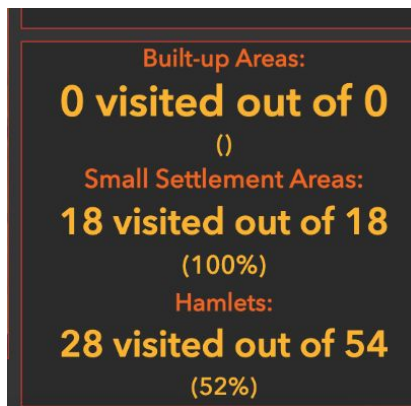 Built-up Areas:
0 visited out of 0
()
Small Settlement Areas:
18 visited out of 18
(100%)
Hamlets:
28 visited out of 54
(52%)